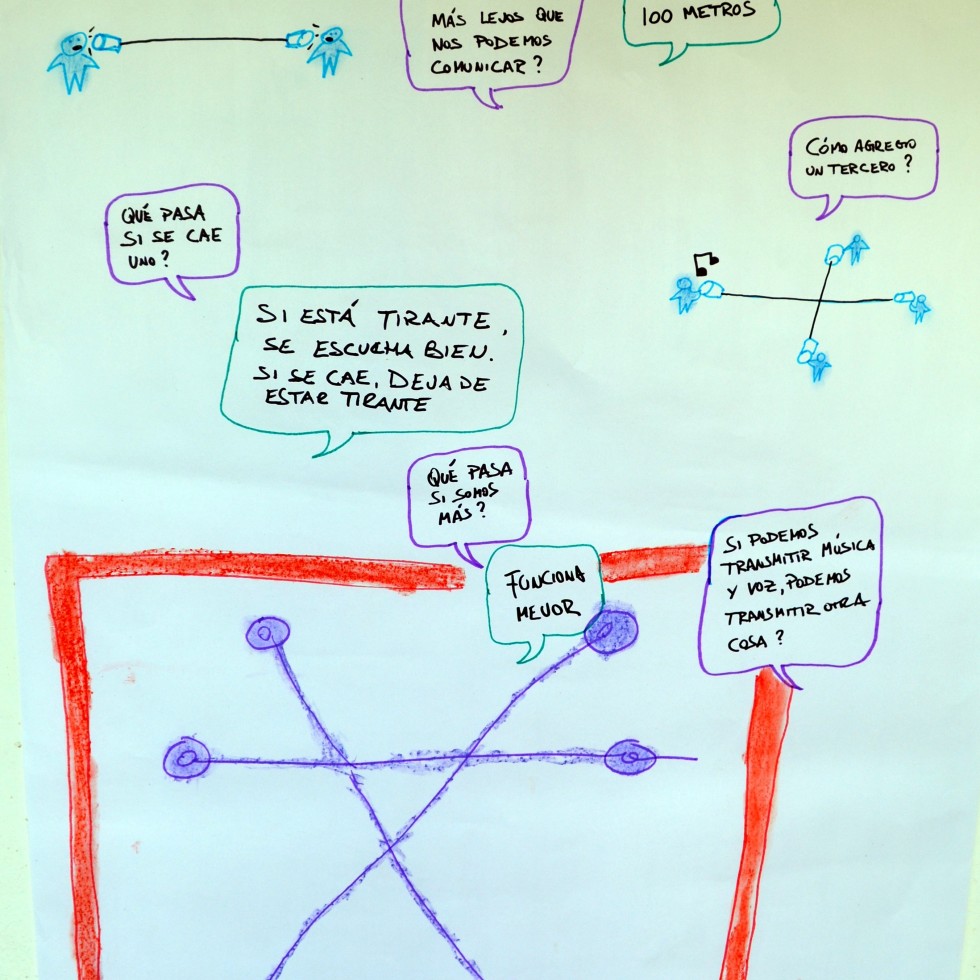 MÁS LEJOS QUE
NOS PODEMOS
COMUNICAR?
100 METROS
CÓMO AGREGO
UN TERCERO?
QUÉ PASA
SI SE CAE
UNO?
SI ESTÁ TIRANTE,
SE ESCUCHA BIEN.
SI SE CAE, DEJA DE
ESTAR TIRANTE
QUÉ PASA
SI SOMOS
MÁS?
FUNCIONA
MEJOR
SI PODEMOS
TRANSMITIR MÚSICA
Y VOZ, PODEMOS
TRANSMITIR OTRA
COSA?